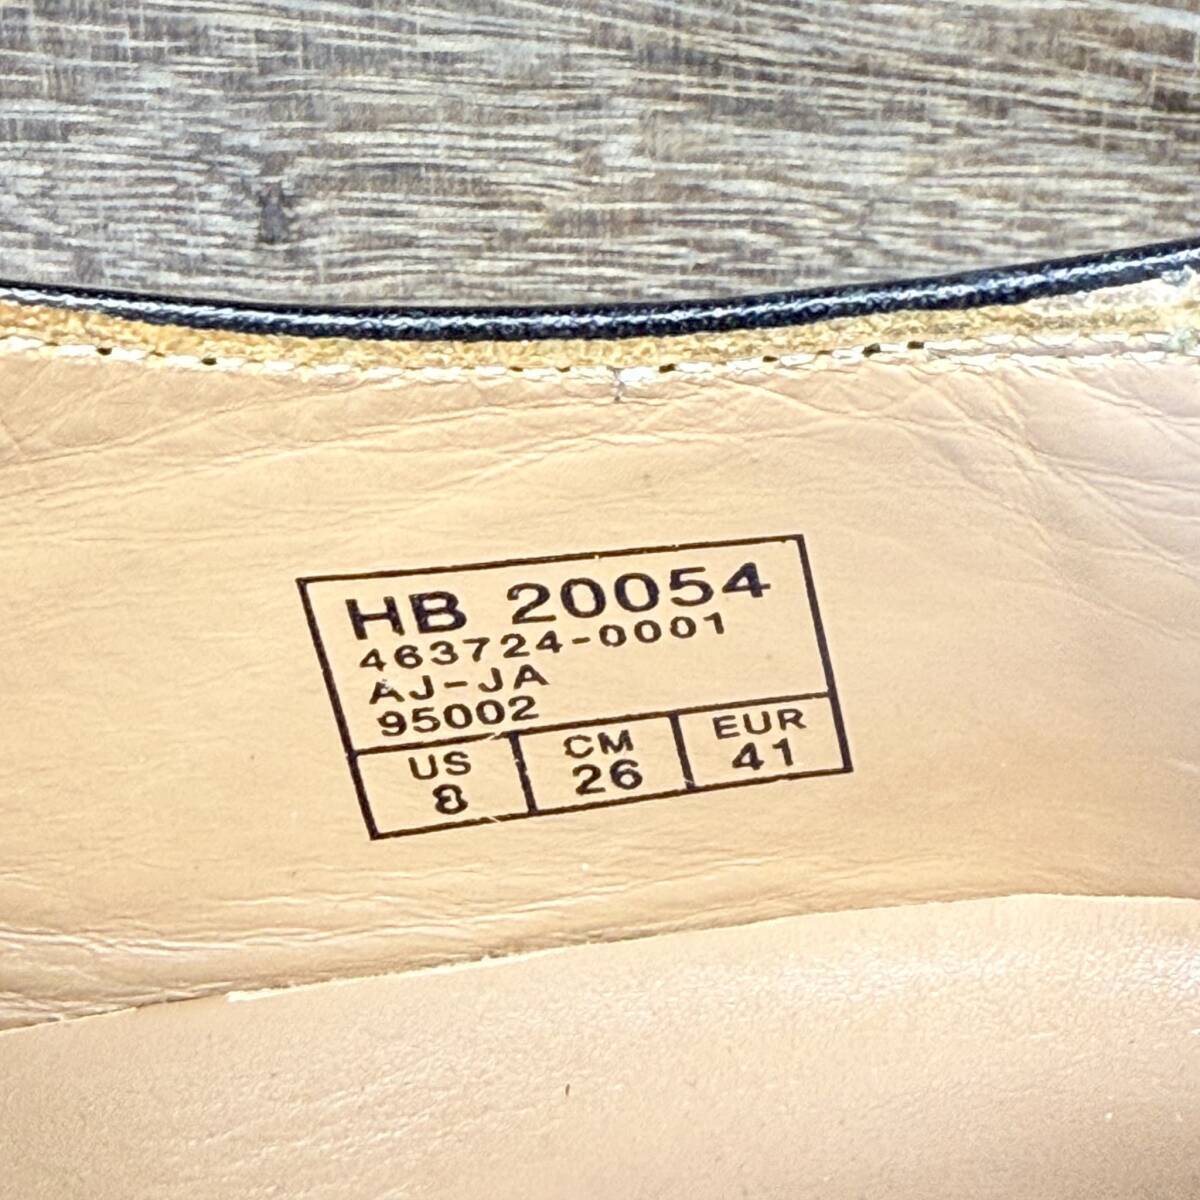 HB 20054
463724-0001
AJ-JA
95002
US CM EUR
8 26 41